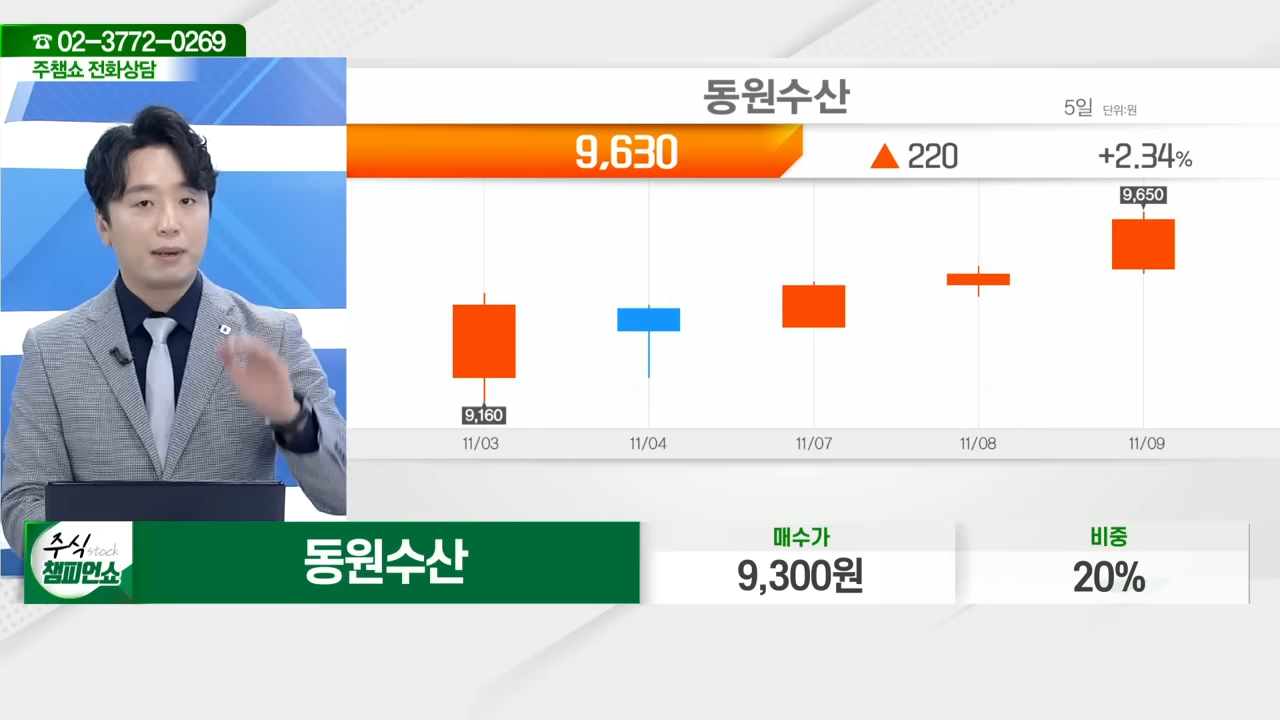 ☎ 02-3772-0269
주챔쇼 전화상담
동원수산
5일 단위:원
9,630 ▲ 220 +2.34%
9,650
9,160
11/03 11/04 11/07 11/08 11/09
주식 stock
챔피언쇼
동원수산
매수가
9,300원
비중
20%